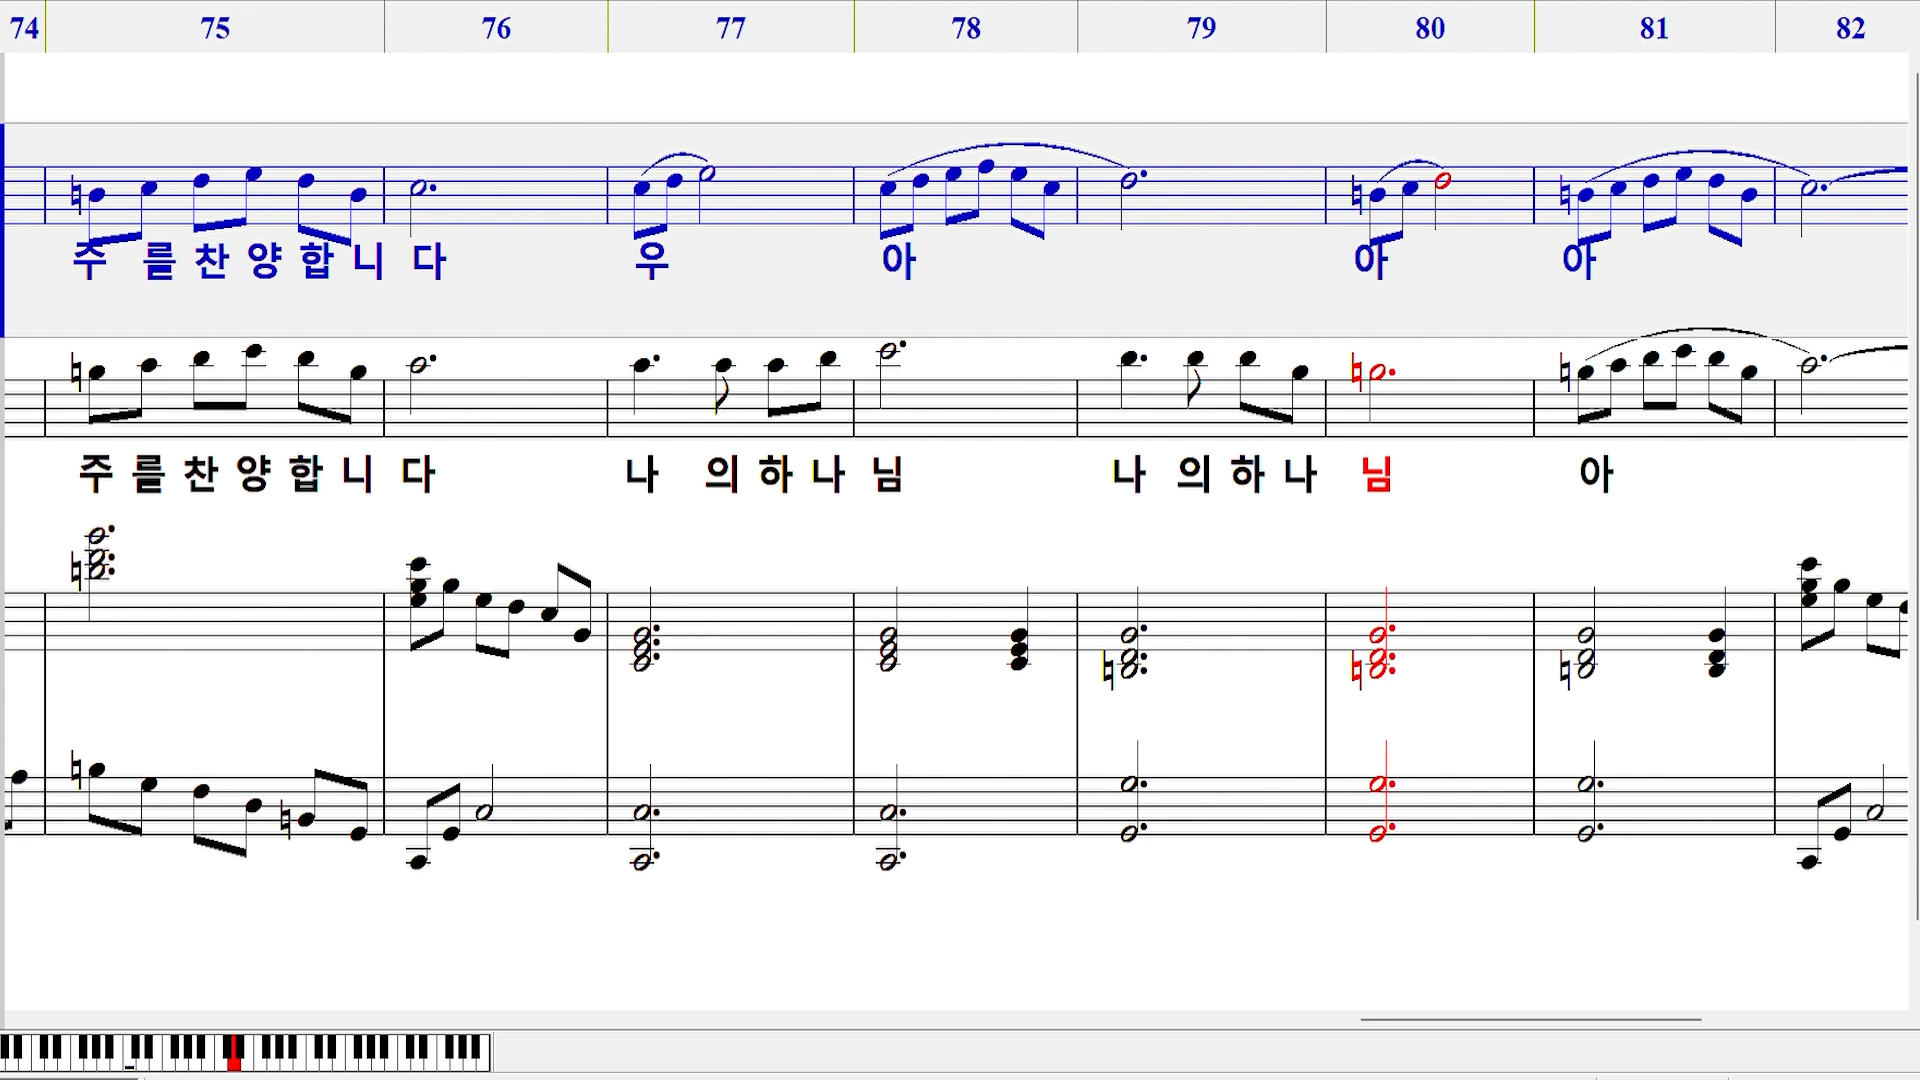 74 75 76 77 78 79 80 81 82
주 를 찬 양 합 니 다 우 아 아 아
주 를 찬 양 합 니 다 나 의 하 나 님 나 의 하 나 님 아